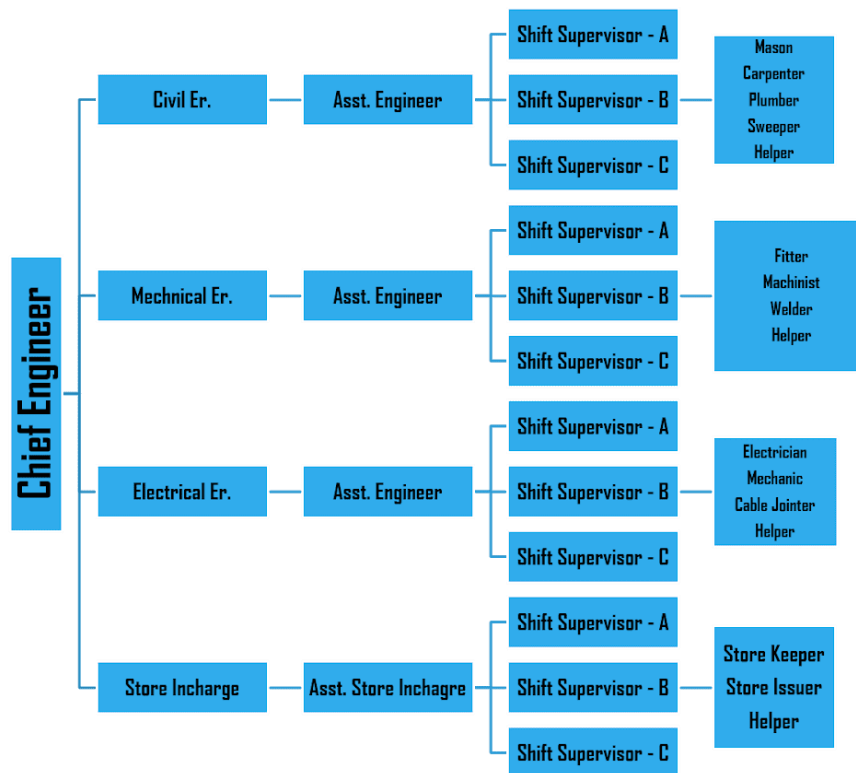 Chief Engineer
Civil Er.
Asst. Engineer
Shift Supervisor - A
Shift Supervisor - B
Shift Supervisor - C
Mason
Carpenter
Plumber
Sweeper
Helper
Mechnical Er.
Asst. Engineer
Shift Supervisor - A
Shift Supervisor - B
Shift Supervisor - C
Fitter
Machinist
Welder
Helper
Electrical Er.
Asst. Engineer
Shift Supervisor - A
Shift Supervisor - B
Shift Supervisor - C
Electrician
Mechanic
Cable Jointer
Helper
Store Incharge
Asst. Store Inchagre
Shift Supervisor - A
Shift Supervisor - B
Shift Supervisor - C
Store Keeper
Store Issuer
Helper